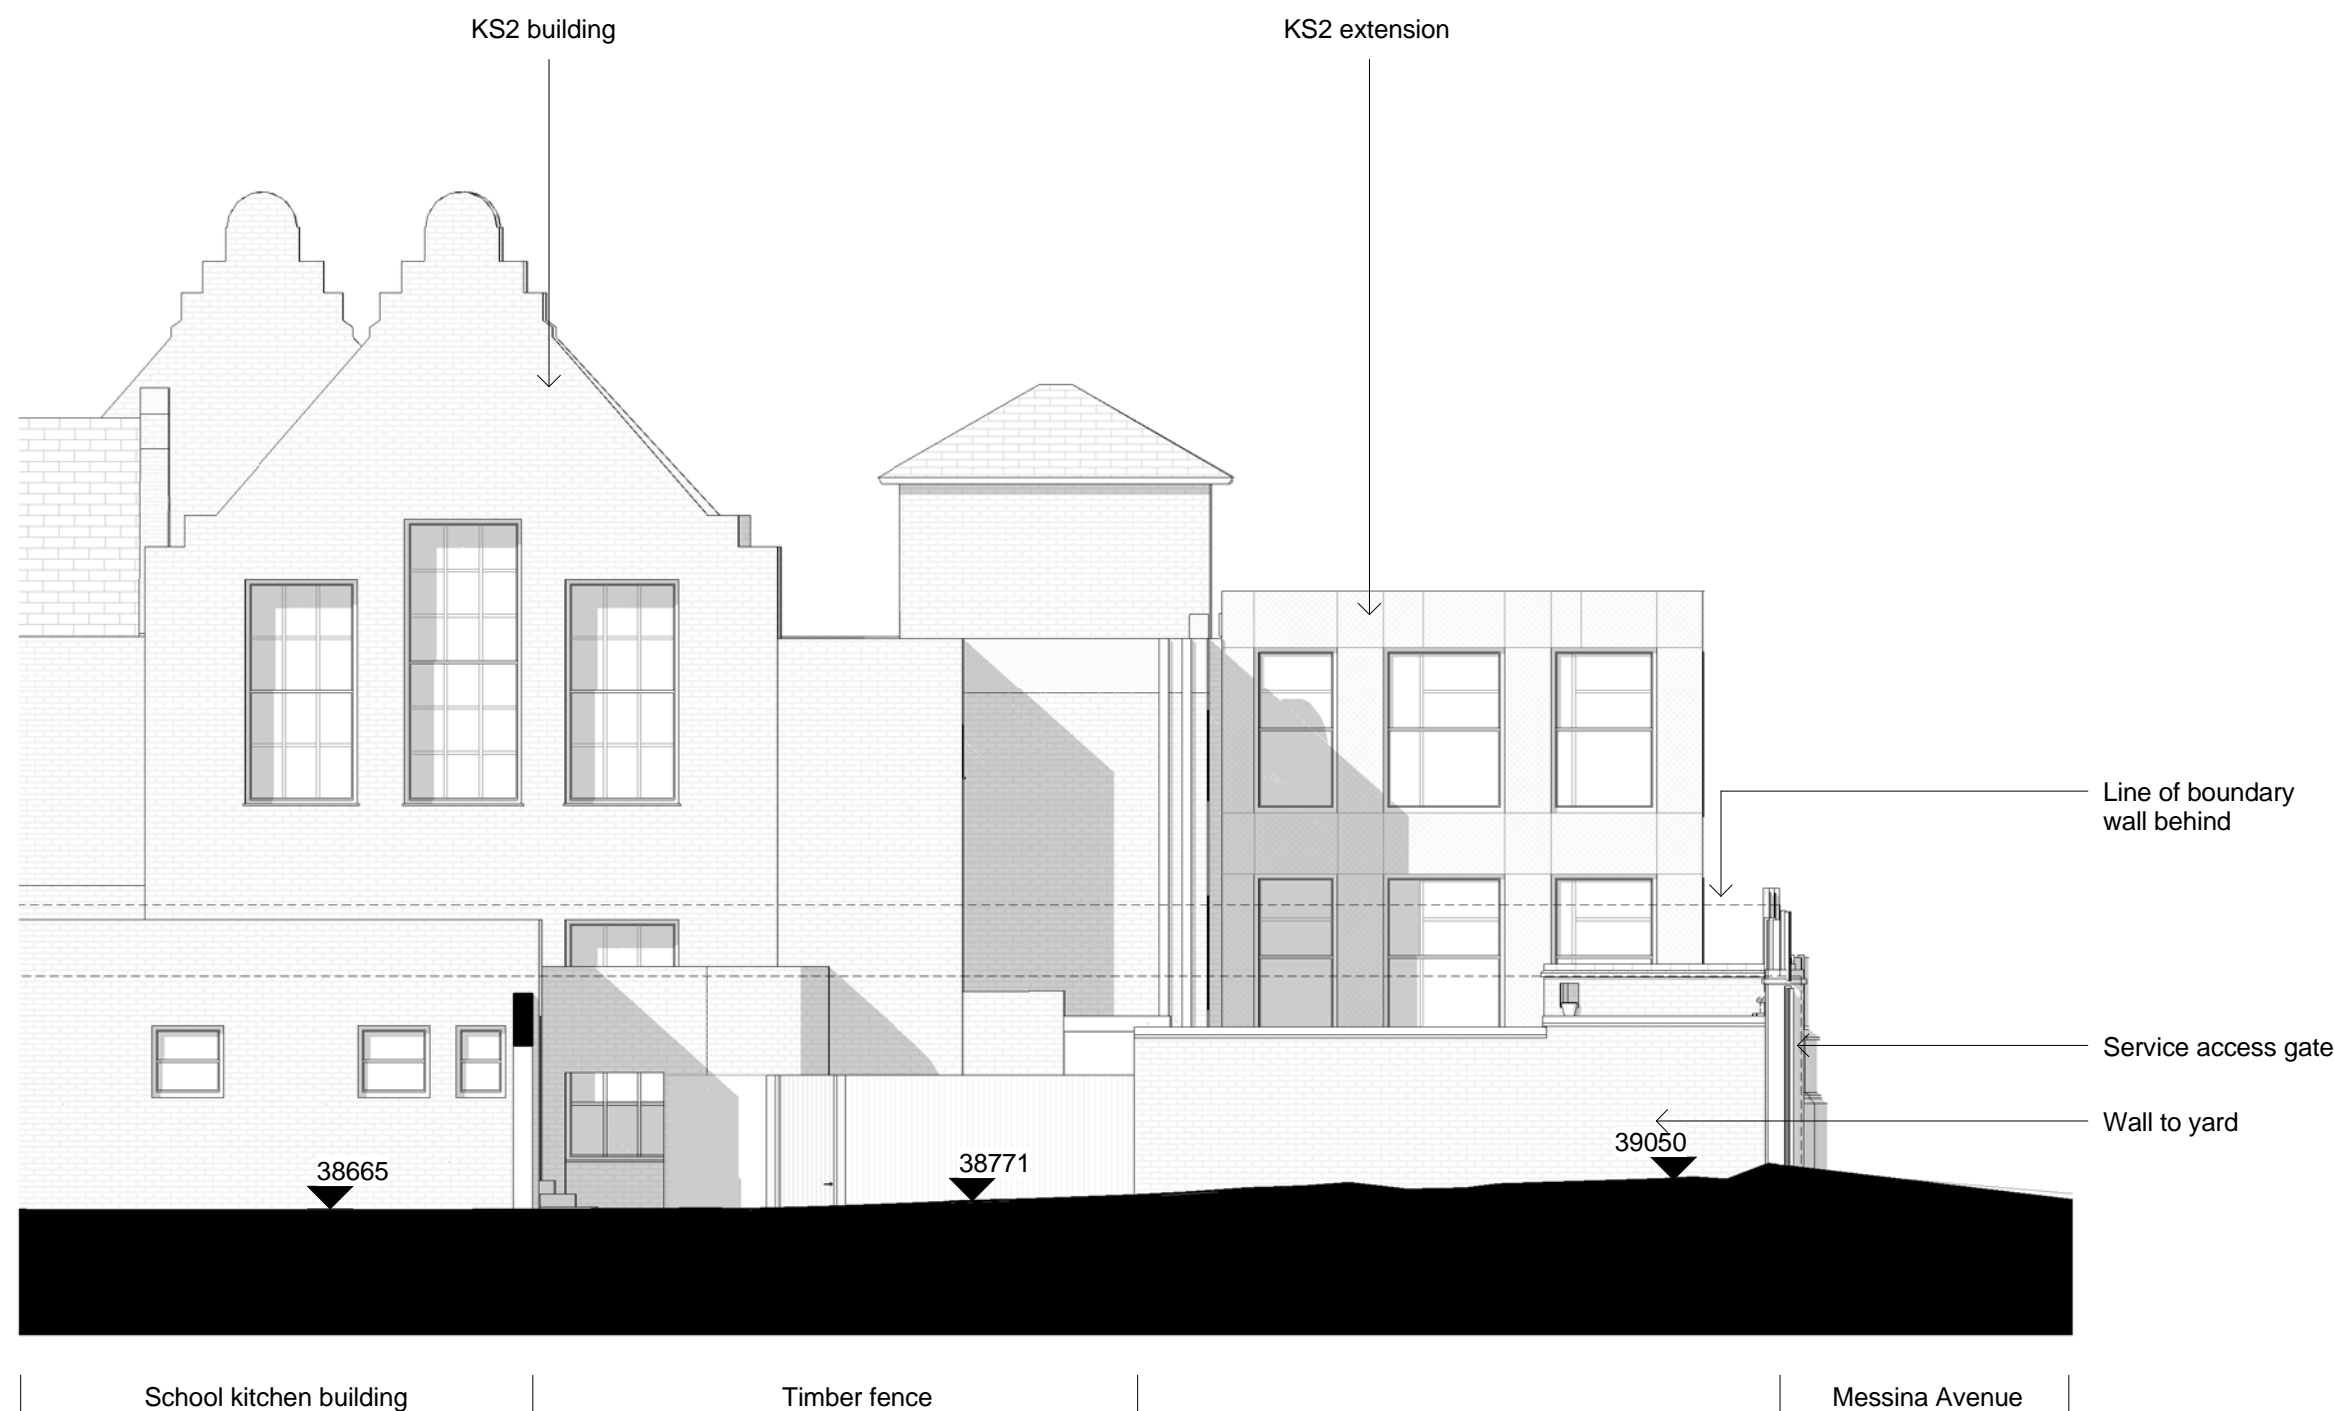 KS2 building
KS2 extension
Line of boundary
wall behind
Service access gate
Wall to yard
39050
38771
38665
School kitchen building
Timber fence
Messina Avenue